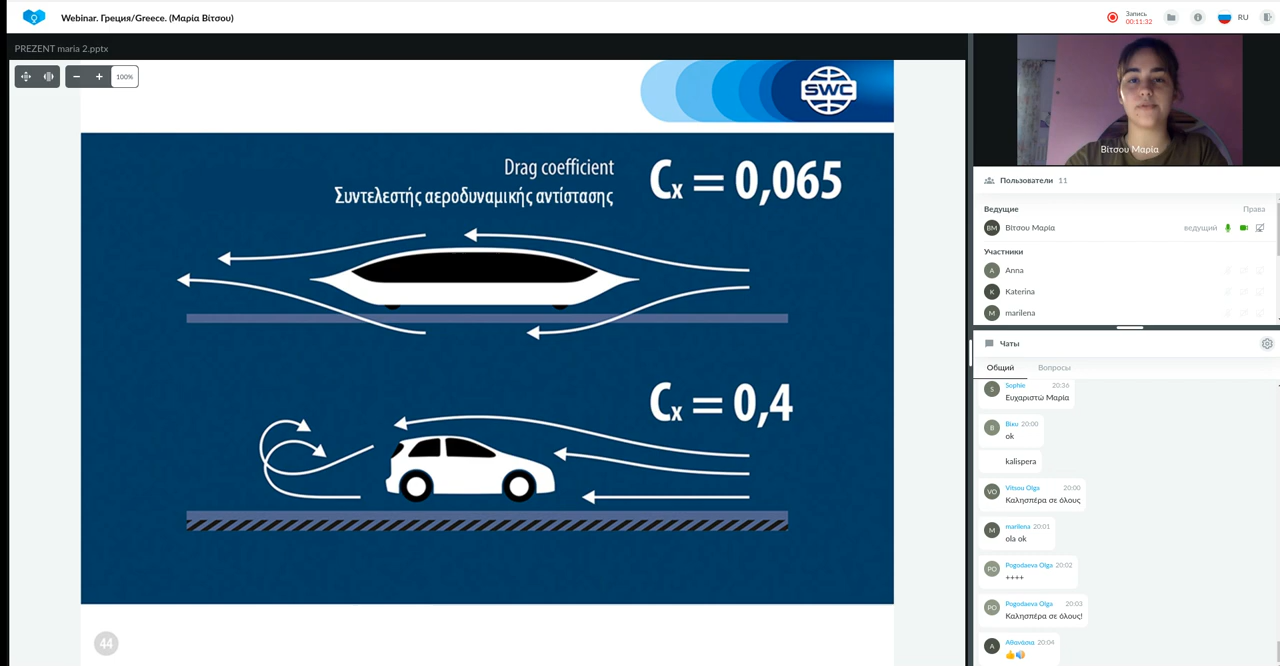 Webinar. Греция/Greece. (Μαρία Βίτσου)
Запись
00:11:32
RU
PREZENT maria 2.pptx
100%
SWC
Drag coefficient
Συντελεστής αεροδυναμικής αντίστασης
Cx = 0,065
Cx = 0,4
44
Βίτσου Μαρία
Пользователи 11
Ведущие
Права
ΒΜ
Βίτσου Μαρία
ведущий
Участники
A
Anna
K
Katerina
M
marilena
Чаты
Общий
Вопросы
S
Sophie 20:36
Ευχαριστώ Μαρία
В
Вікu 20:00
ok
kalispera
VO
Vitsou Olga 20:00
Καλησπέρα σε όλους
M
marilena 20:01
ola ok
PO
Pogodaeva Olga 20:02
++++
PO
Pogodaeva Olga 20:03
Καλησπέρα σε όλους!
Α
Αθανάσια 20:04